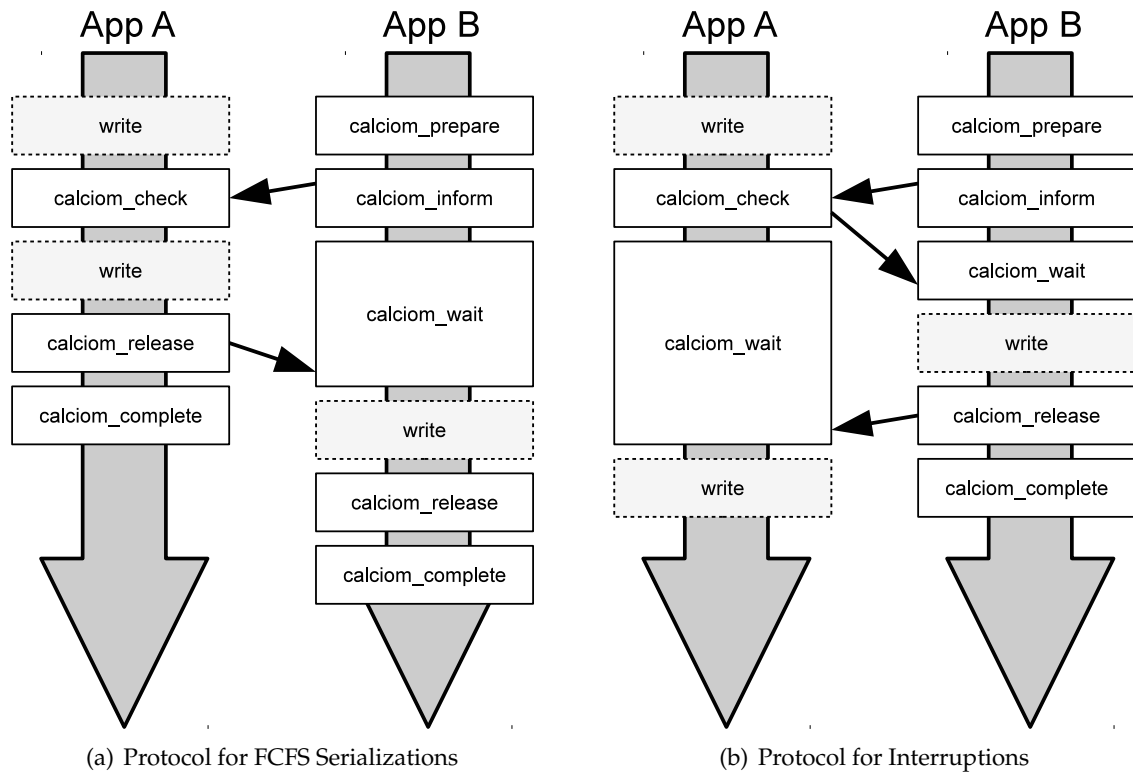 App A
App B
write
calciom_prepare
calciom_check
calciom_inform
write
calciom_wait
calciom_release
calciom_complete
write
calciom_release
calciom_complete
(a) Protocol for FCFS Serializations
App A
App B
write
calciom_prepare
calciom_check
calciom_inform
calciom_wait
calciom_wait
write
calciom_release
write
calciom_complete
(b) Protocol for Interruptions